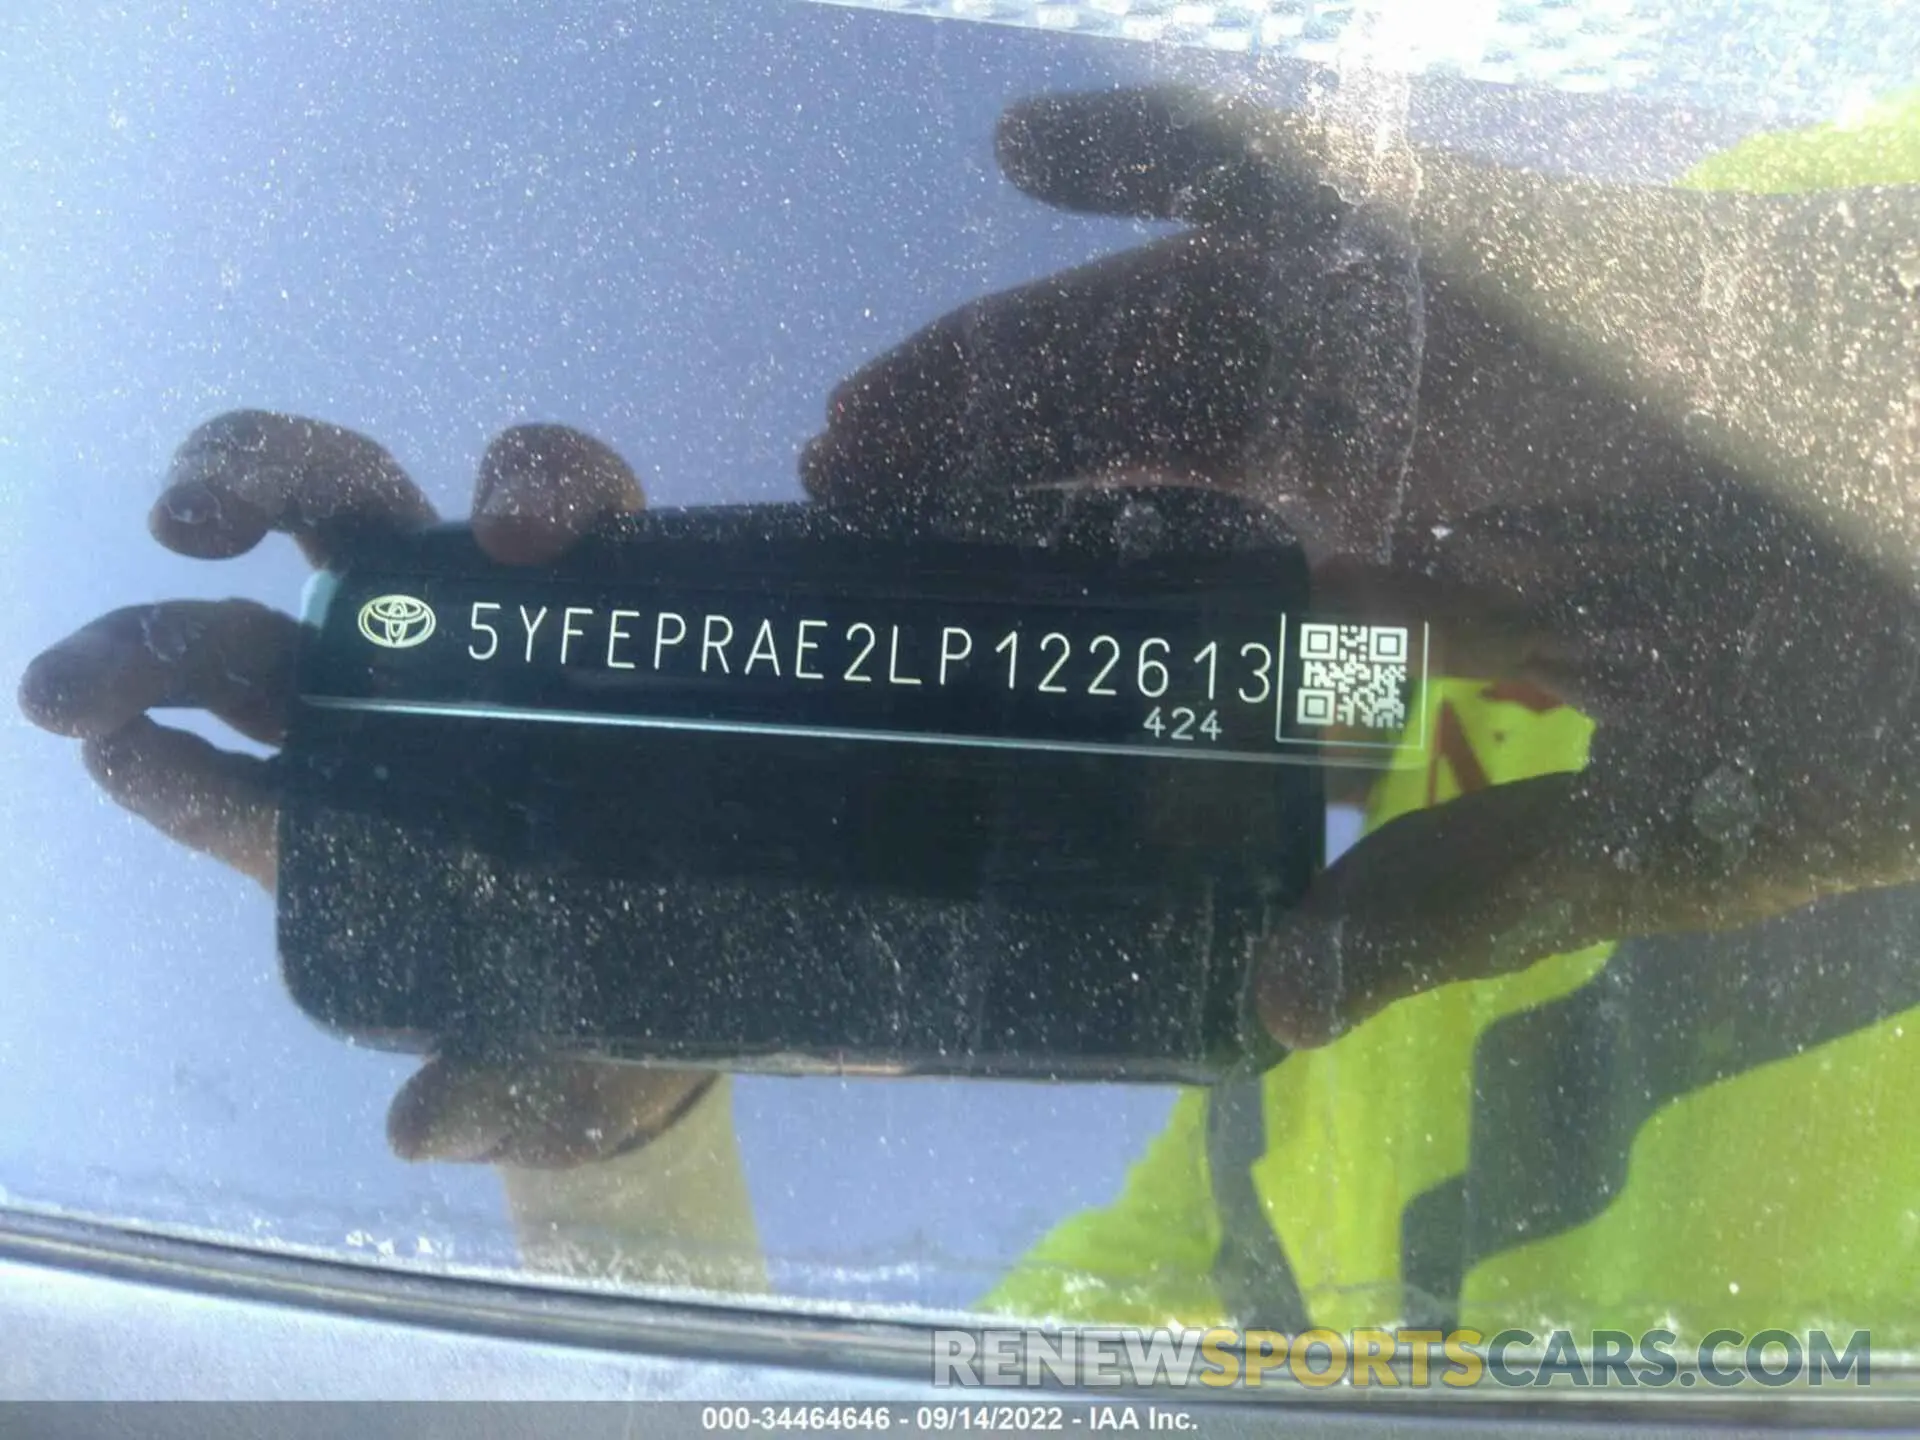 5YFEPRAE2LP122613
424
RENEWSPORTSCARS.COM
000-34464646 - 09/14/2022 - IAA Inc.